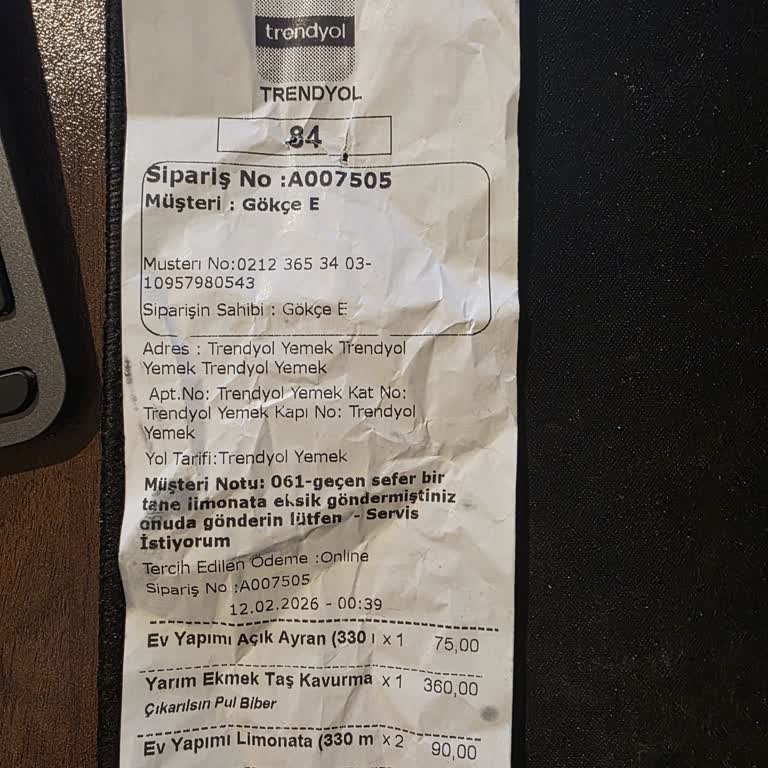 trendyol
TRENDYOL
84
Sipariş No :A007505
Müşteri : Gökçe E
Musterı No:0212 365 34 03-
10957980543
Siparişin Sahibi : Gökçe E
Adres : Trendyol Yemek Trendyol
Yemek Trendyol Yemek
Apt.No: Trendyol Yemek Kat No:
Trendyol Yemek Kapı No: Trendyol
Yemek
Yol Tarifi:Trendyol Yemek
Müşteri Notu: 061-geçen sefer bir
tane limonata eksik göndermiştiniz
onuda gönderin lütfen - Servis
İstiyorum
Tercih Edilen Ödeme :Online
Sipariş No :A007505
12.02.2026 - 00:39
Ev Yapımı Açık Ayran (330 l x 1 75,00
Yarım Ekmek Taş Kavurma x 1 360,00
Çıkarılsın Pul Biber
Ev Yapımı Limonata (330 m x 2 90,00